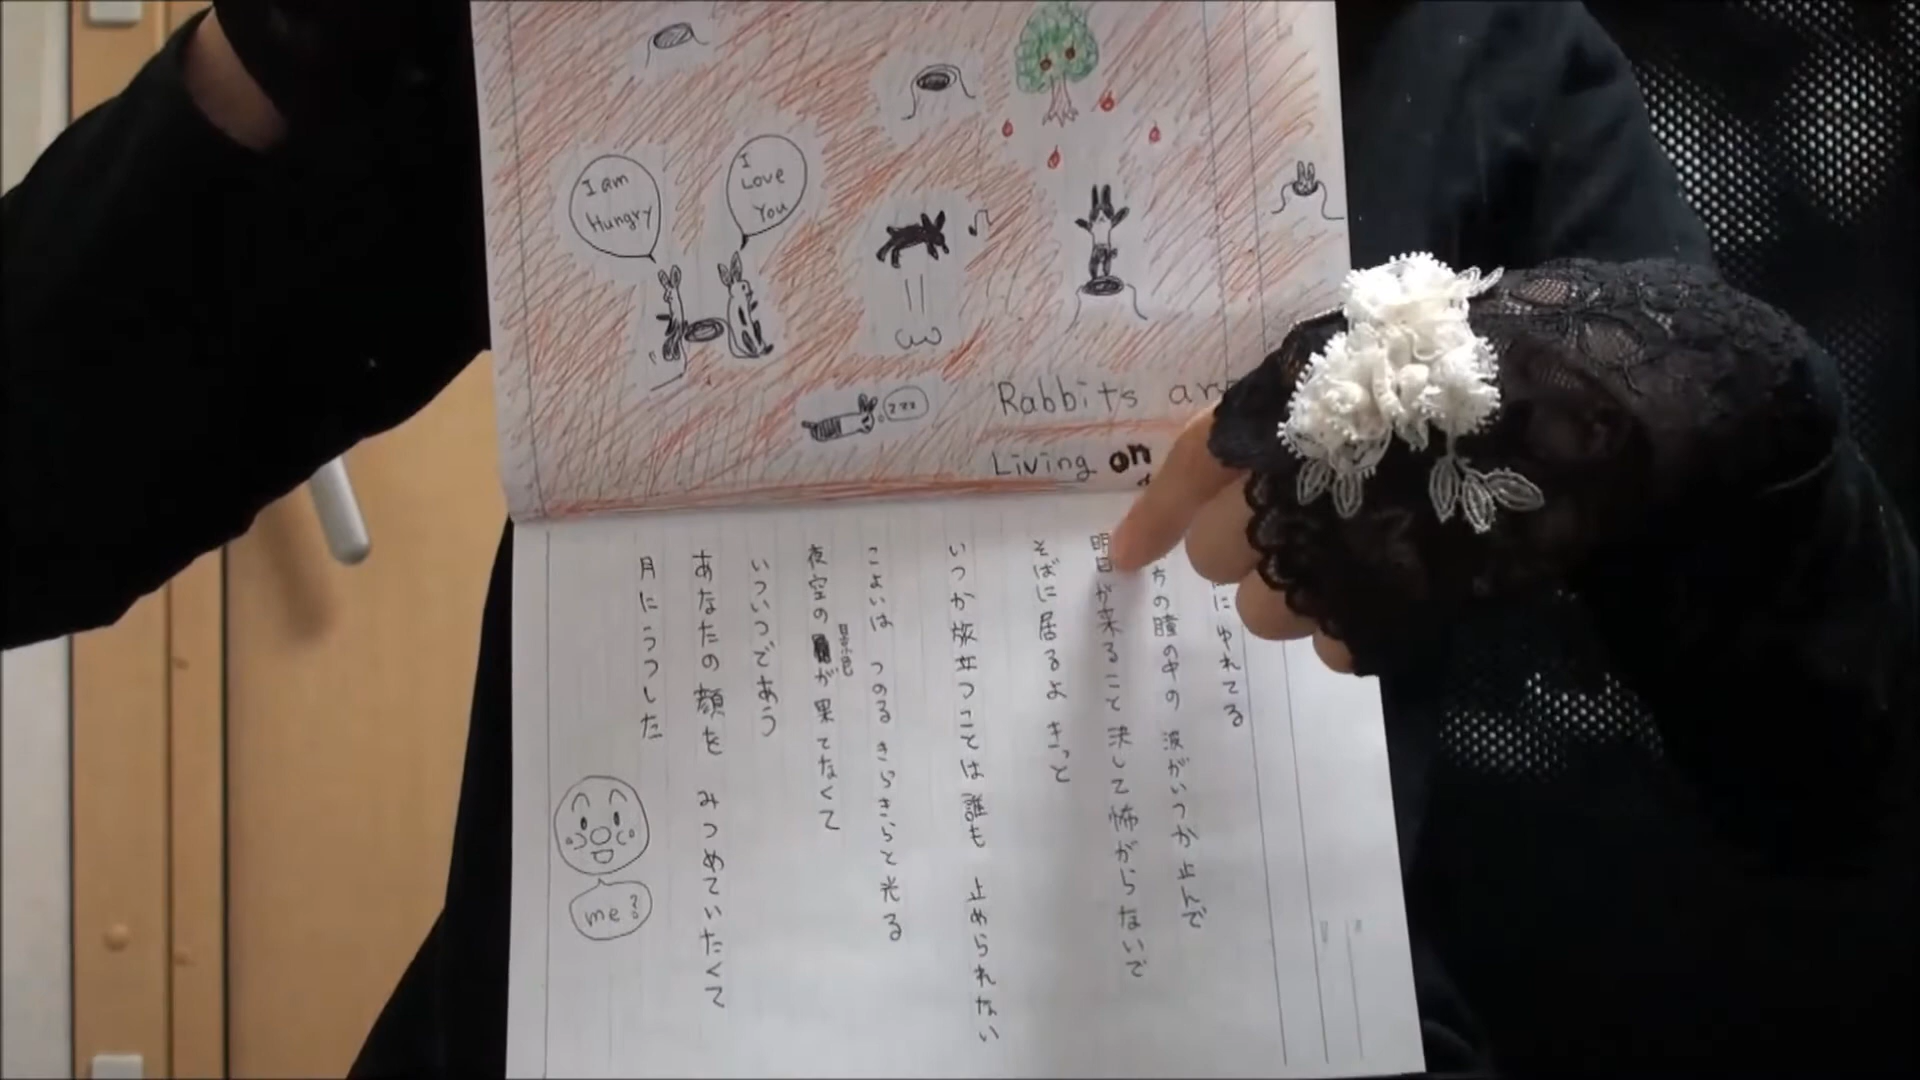 I am
Hungry
I
Love
You
zzz
Rabbits
Living on
にゆれてる
方の瞳の中の 波がいつか止んで
明日が来ること 決して怖がらないで
そばに居るよ きっと
いつか旅立つことは誰も 止められない
こよいは つのる きらきらと光る
夜空の景色が果てなくて
いついつであう
あなたの顔を みつめていたくて
月にうつした
me?